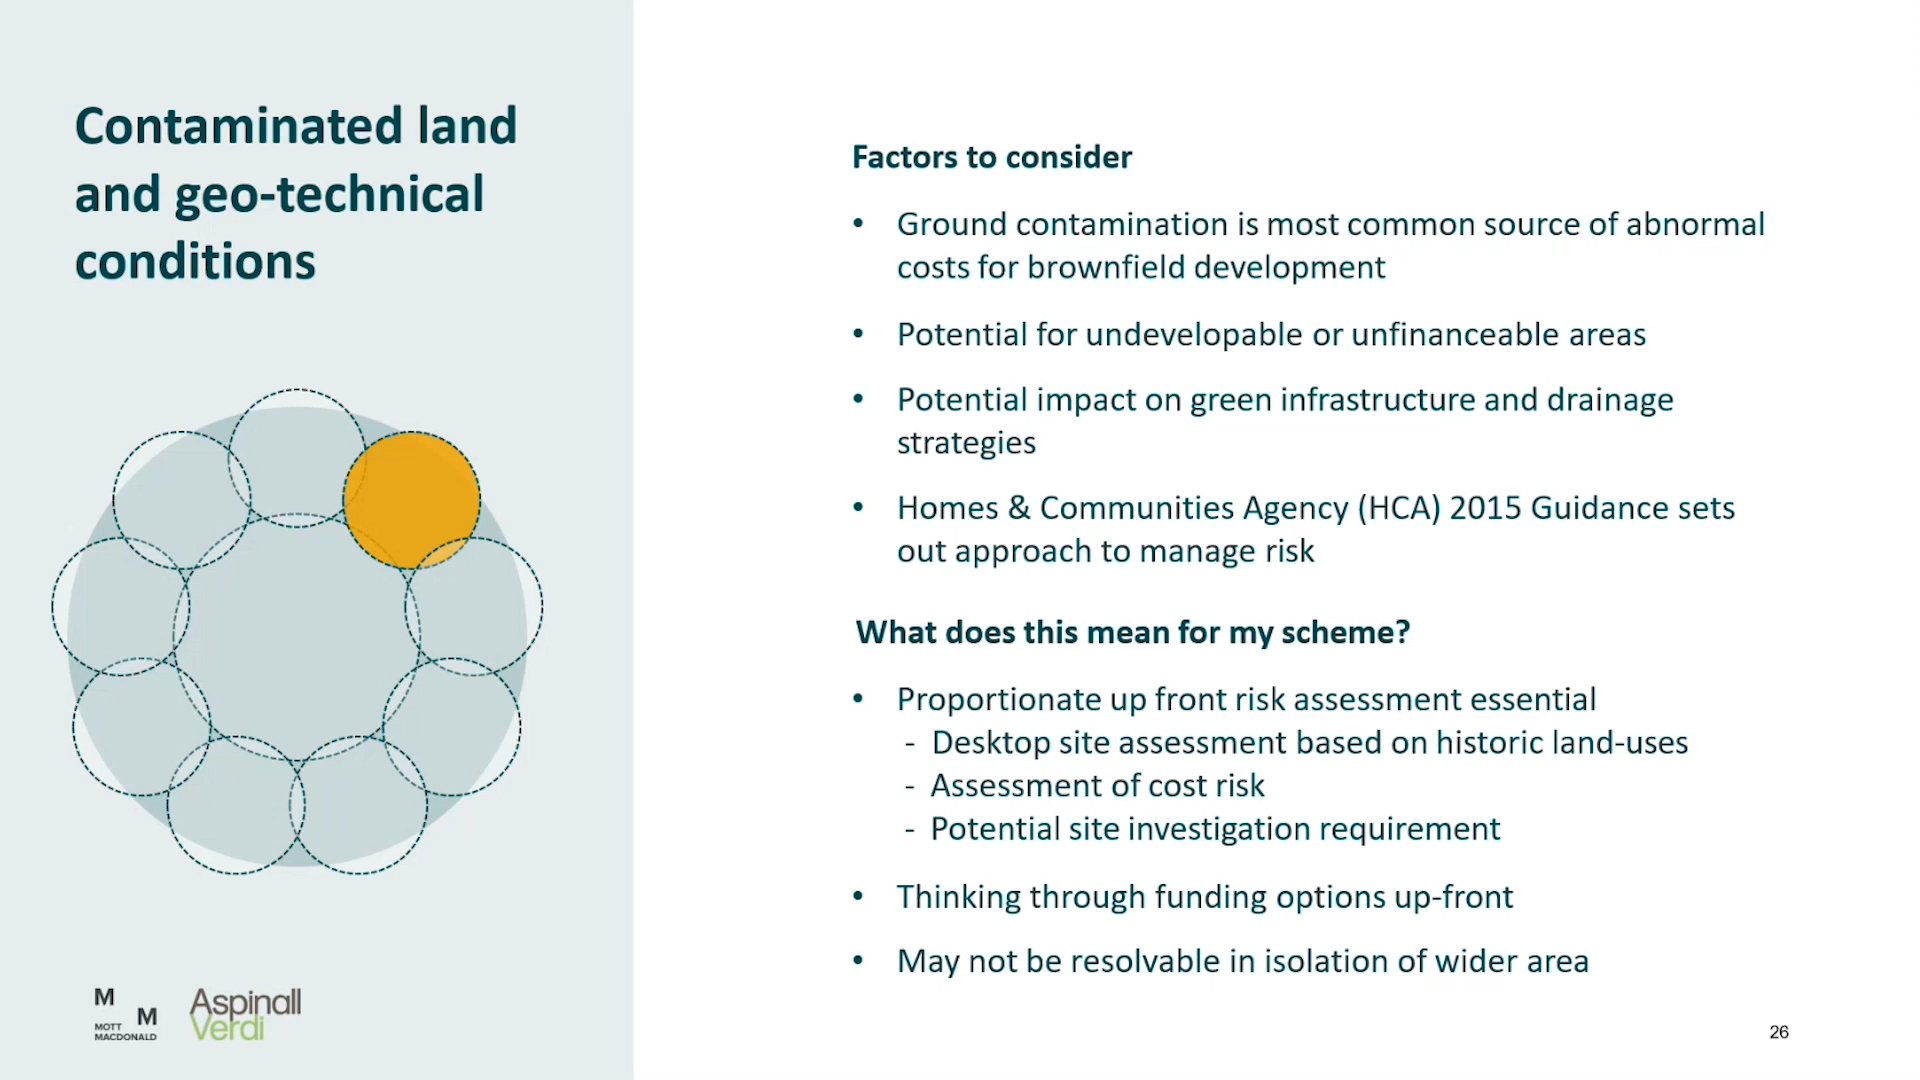 Contaminated land
and geo-technical
conditions
Factors to consider
• Ground contamination is most common source of abnormal
costs for brownfield development
• Potential for undevelopable or unfinanceable areas
• Potential impact on green infrastructure and drainage
strategies
• Homes & Communities Agency (HCA) 2015 Guidance sets
out approach to manage risk
What does this mean for my scheme?
• Proportionate up front risk assessment essential
- Desktop site assessment based on historic land-uses
- Assessment of cost risk
- Potential site investigation requirement
• Thinking through funding options up-front
• May not be resolvable in isolation of wider area
M
M
MOTT
MACDONALD
Aspinall
Verdi
26